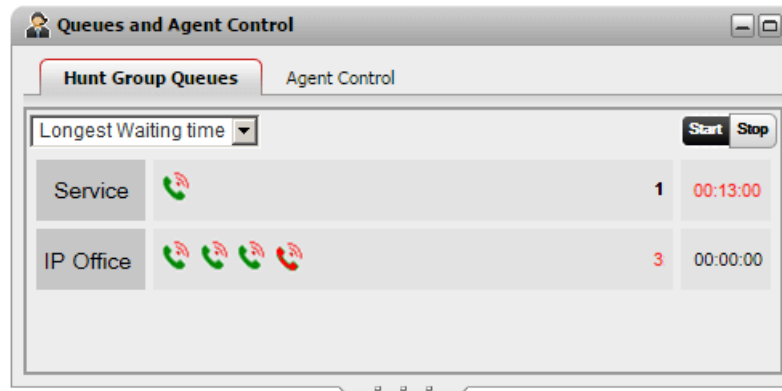 Queues and Agent Control
Hunt Group Queues Agent Control
Longest Waiting time Start Stop
Service 1 00:13:00
IP Office 3 00:00:00